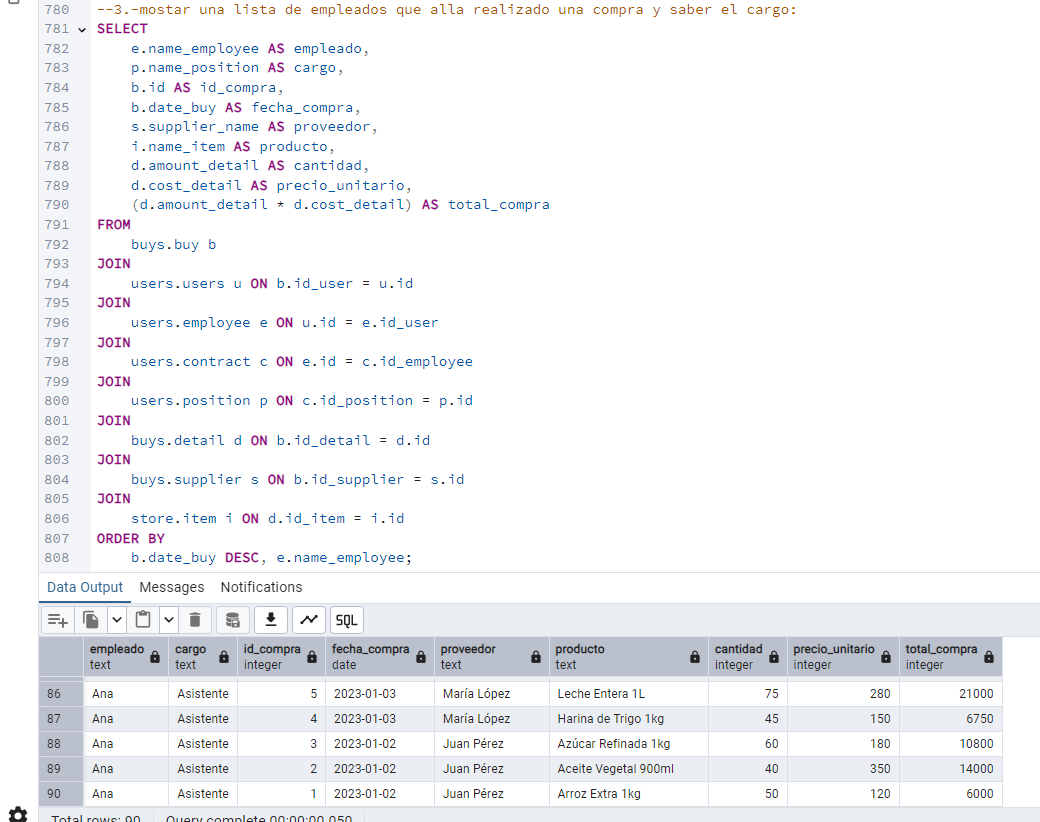 780 --3.-mostar una lista de empleados que alla realizado una compra y saber el cargo:
781 SELECT
782 e.name_employee AS empleado,
783 p.name_position AS cargo,
784 b.id AS id_compra,
785 b.date_buy AS fecha_compra,
786 s.supplier_name AS proveedor,
787 i.name_item AS producto,
788 d.amount_detail AS cantidad,
789 d.cost_detail AS precio_unitario,
790 (d.amount_detail * d.cost_detail) AS total_compra
791 FROM
792 buys.buy b
793 JOIN
794 users.users u ON b.id_user = u.id
795 JOIN
796 users.employee e ON u.id = e.id_user
797 JOIN
798 users.contract c ON e.id = c.id_employee
799 JOIN
800 users.position p ON c.id_position = p.id
801 JOIN
802 buys.detail d ON b.id_detail = d.id
803 JOIN
804 buys.supplier s ON b.id_supplier = s.id
805 JOIN
806 store.item i ON d.id_item = i.id
807 ORDER BY
808 b.date_buy DESC, e.name_employee;
Data Output Messages Notifications
SQL
empleado cargo id_compra fecha_compra proveedor producto cantidad precio_unitario total_compra
text text integer date text text integer integer integer
86 Ana Asistente 5 2023-01-03 María López Leche Entera 1L 75 280 21000
87 Ana Asistente 4 2023-01-03 María López Harina de Trigo 1kg 45 150 6750
88 Ana Asistente 3 2023-01-02 Juan Pérez Azúcar Refinada 1kg 60 180 10800
89 Ana Asistente 2 2023-01-02 Juan Pérez Aceite Vegetal 900ml 40 350 14000
90 Ana Asistente 1 2023-01-02 Juan Pérez Arroz Extra 1kg 50 120 6000
Total rows: 90 Query complete 00:00:00.050